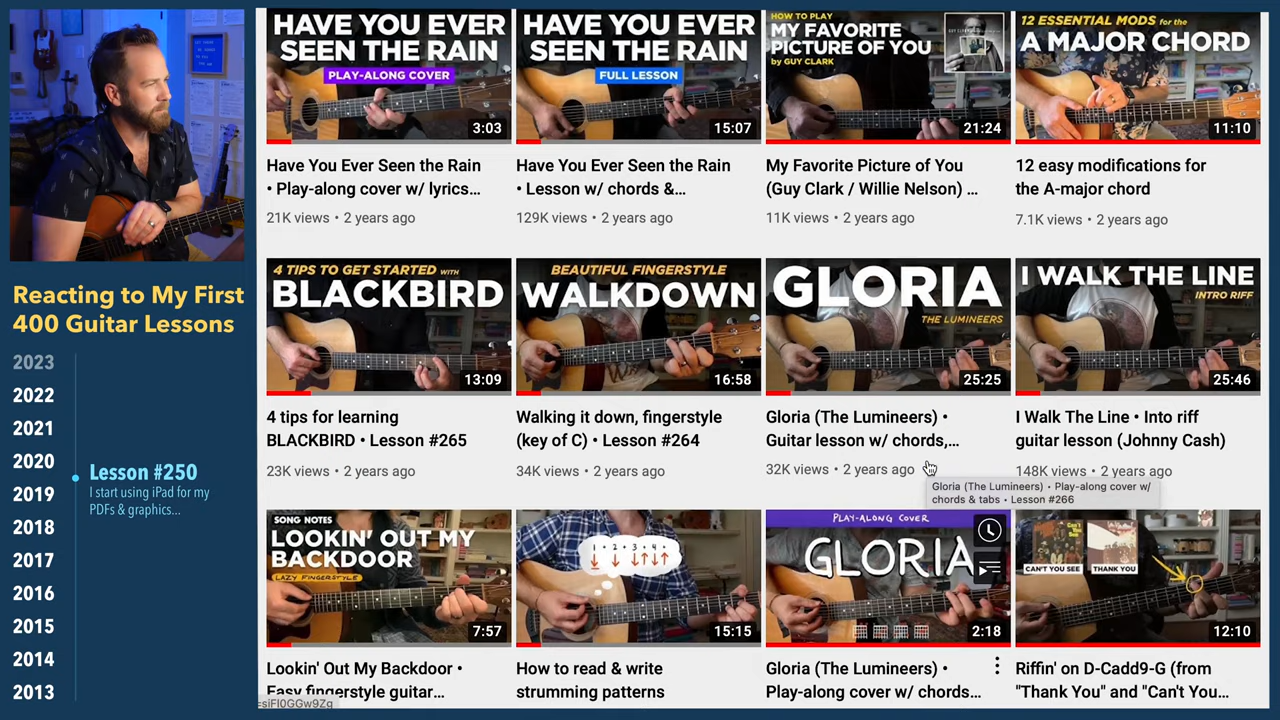 Reacting to My First
400 Guitar Lessons
2023
2022
2021
2020
2019
2018
2017
2016
2015
2014
2013
Lesson #250
I start using iPad for my
PDFs & graphics...
HAVE YOU EVER
SEEN THE RAIN
PLAY-ALONG COVER
3:03
Have You Ever Seen the Rain
• Play-along cover w/ lyrics...
21K views • 2 years ago
HAVE YOU EVER
SEEN THE RAIN
FULL LESSON
15:07
Have You Ever Seen the Rain
• Lesson w/ chords &...
129K views • 2 years ago
HOW TO PLAY
MY FAVORITE
PICTURE OF YOU
by GUY CLARK
21:24
My Favorite Picture of You
(Guy Clark / Willie Nelson) ...
11K views • 2 years ago
12 ESSENTIAL MODS for the
A MAJOR CHORD
11:10
12 easy modifications for
the A-major chord
7.1K views • 2 years ago
4 TIPS TO GET STARTED WITH
BLACKBIRD
13:09
4 tips for learning
BLACKBIRD • Lesson #265
23K views • 2 years ago
BEAUTIFUL FINGERSTYLE
WALKDOWN
16:58
Walking it down, fingerstyle
(key of C) • Lesson #264
34K views • 2 years ago
GLORIA
THE LUMINEERS
25:25
Gloria (The Lumineers) •
Guitar lesson w/ chords,...
32K views • 2 years ago
I WALK THE LINE
INTRO RIFF
25:46
I Walk The Line • Into riff
guitar lesson (Johnny Cash)
148K views • 2 years ago
Gloria (The Lumineers) • Play-along cover w/
chords & tabs • Lesson #266
SONG NOTES
LOOKIN' OUT MY
BACKDOOR
LAZY FINGERSTYLE
7:57
Lookin' Out My Backdoor •
Easy fingerstyle guitar...
1 + 2 + 3 + 4 +
15:15
How to read & write
strumming patterns
PLAY-ALONG COVER
GLORIA
2:18
Gloria (The Lumineers) •
Play-along cover w/ chords...
CAN'T YOU SEE
THANK YOU
12:10
Riffin' on D-Cadd9-G (from
"Thank You" and "Can't You...